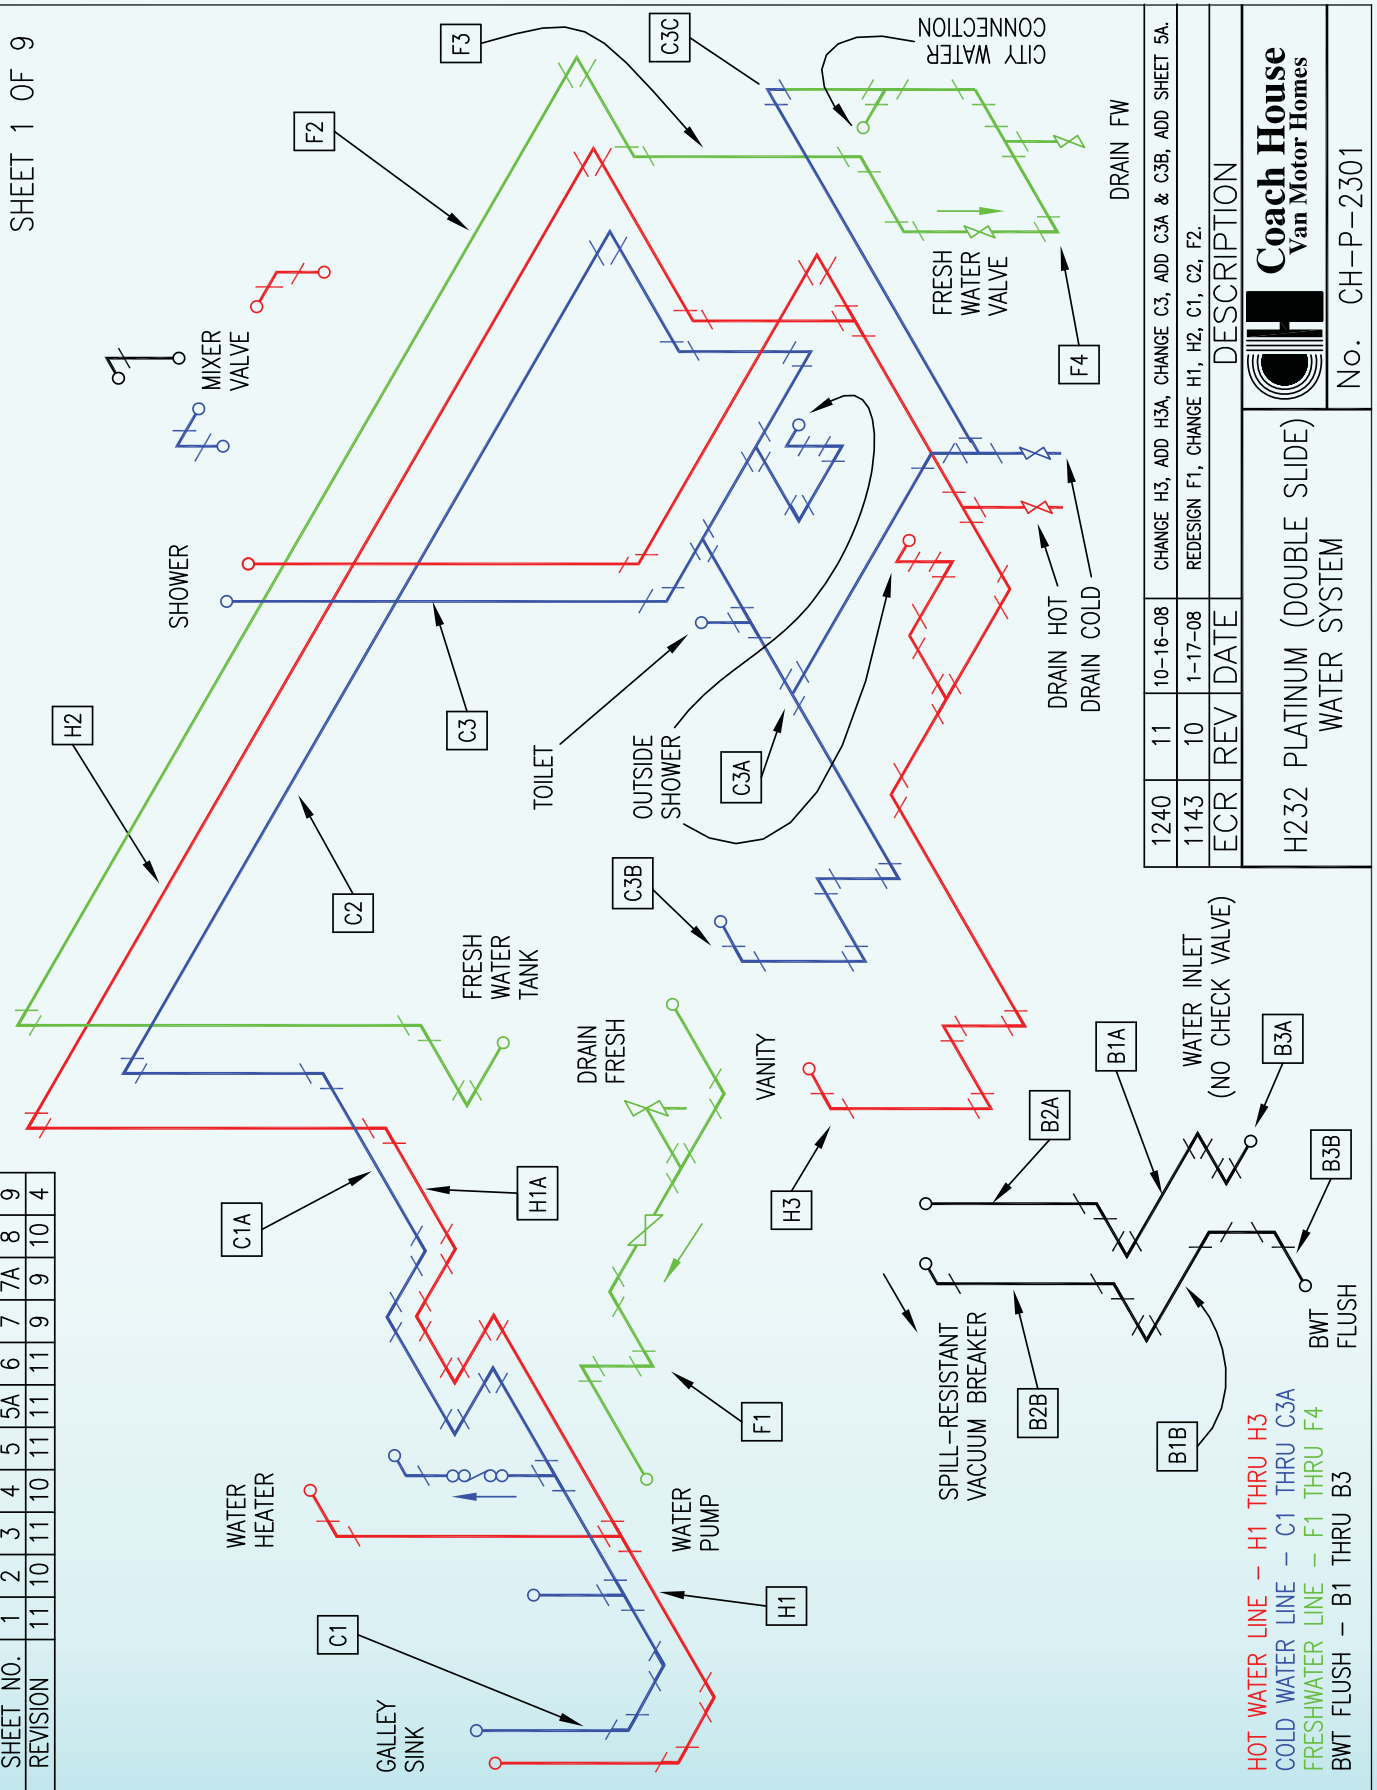 SHEET 1 OF 9
SHEET NO. 1 2 3 4 5 5A 6 7 7A 8 9
REVISION 11 10 11 10 11 11 11 9 9 10 4
H2
F2
F3
C3C
MIXER
VALVE
CITY WATER
CONNECTION
SHOWER
C1A
C2
C3
H1A
FRESH
WATER
TANK
TOILET
FRESH
WATER
VALVE
F4
DRAIN FW
GALLEY
SINK
C1
WATER
HEATER
DRAIN
FRESH
C3B
OUTSIDE
SHOWER
C3A
WATER
PUMP
H1
F1
VANITY
H3
DRAIN HOT
DRAIN COLD
SPILL-RESISTANT
VACUUM BREAKER
B2B
B2A
B1A
B1B
WATER INLET
(NO CHECK VALVE)
B3A
B3B
BWT
FLUSH
HOT WATER LINE - H1 THRU H3
COLD WATER LINE - C1 THRU C3A
FRESHWATER LINE - F1 THRU F4
BWT FLUSH - B1 THRU B3
1240 11 10-16-08 CHANGE H3, ADD H3A, CHANGE C3, ADD C3A & C3B, ADD SHEET 5A.
1143 10 1-17-08 REDESIGN F1, CHANGE H1, H2, C1, C2, F2.
ECR REV DATE DESCRIPTION
H232 PLATINUM (DOUBLE SLIDE)
WATER SYSTEM
Coach House
Van Motor Homes
No. CH-P-2301